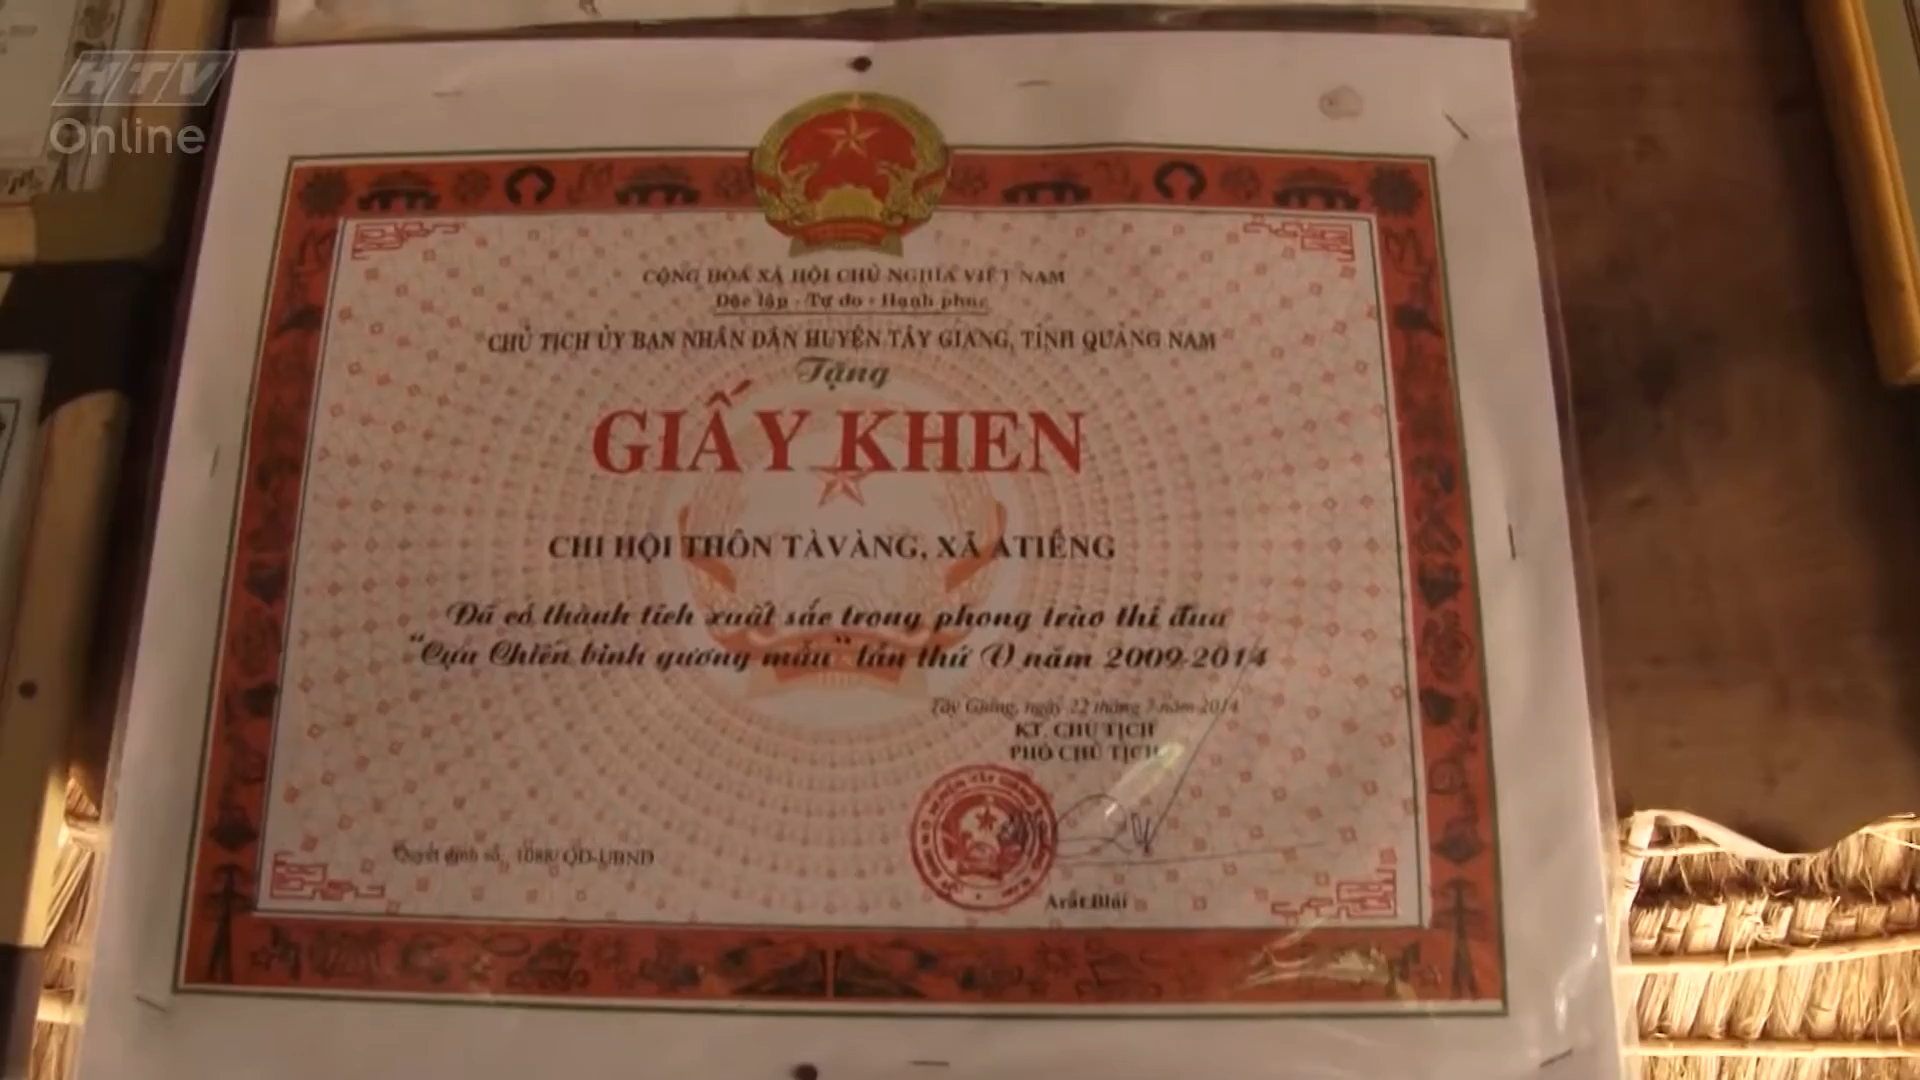 HTV
Online
CỘNG HÒA XÃ HỘI CHỦ NGHĨA VIỆT NAM
Độc lập - Tự do - Hạnh phúc
CHỦ TỊCH ỦY BAN NHÂN DÂN HUYỆN TÂY GIANG, TỈNH QUẢNG NAM
Tặng
GIẤY KHEN
CHI HỘI THÔN TÀVÀNG, XÃ ATIÊNG
Đã có thành tích xuất sắc trong phong trào thi đua
"Cựu Chiến binh gương mẫu" lần thứ V năm 2009-2014
Tây Giang, ngày 22 tháng 7 năm 2014
KT. CHỦ TỊCH
PHÓ CHỦ TỊCH
Quyết định số: 1088/ QĐ-UBND
Arất Blúi